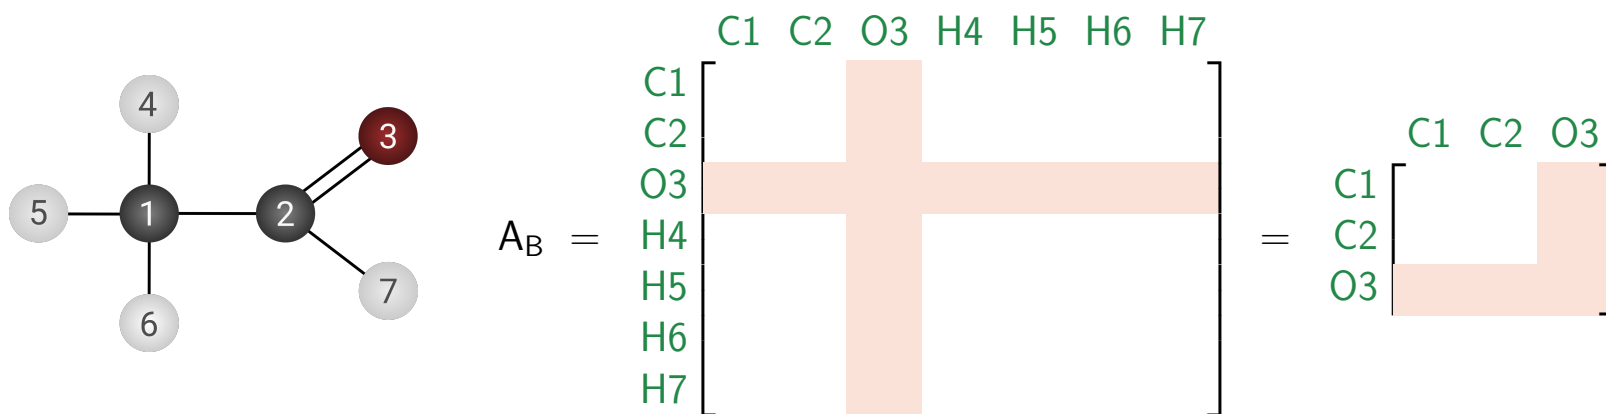 C1 C2 O3 H4 H5 H6 H7
C1
C2
O3
H4
H5
H6
H7
A_B =
= 
C1 C2 O3
C1
C2
O3
4
3
5 1 2
7
6